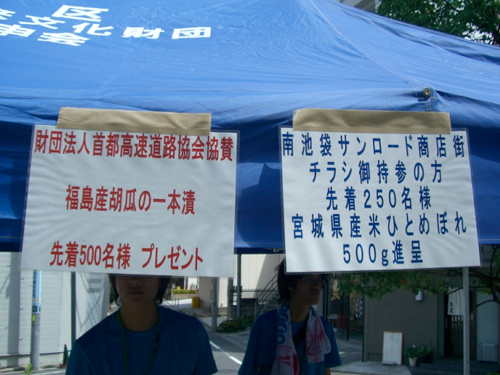 区
文化財団
財団法人首都高速道路協会協賛
福島産胡瓜の一本漬
先着500名様 プレゼント
南池袋サンロード商店街
チラシ御持参の方
先着250名様
宮城県産米ひとめぼれ
500g進呈